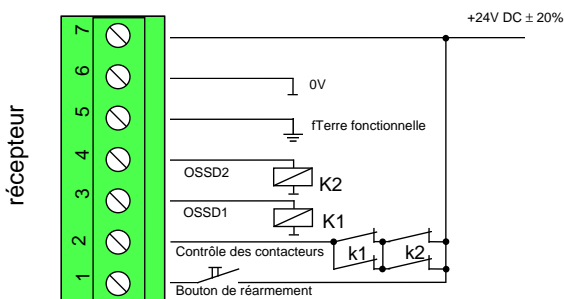 +24V DC ± 20%
récepteur
7
6
0V
5
fTerre fonctionnelle
4
OSSD2
K2
3
OSSD1
K1
2
Contrôle des contacteurs
k1
k2
1
Bouton de réarmement